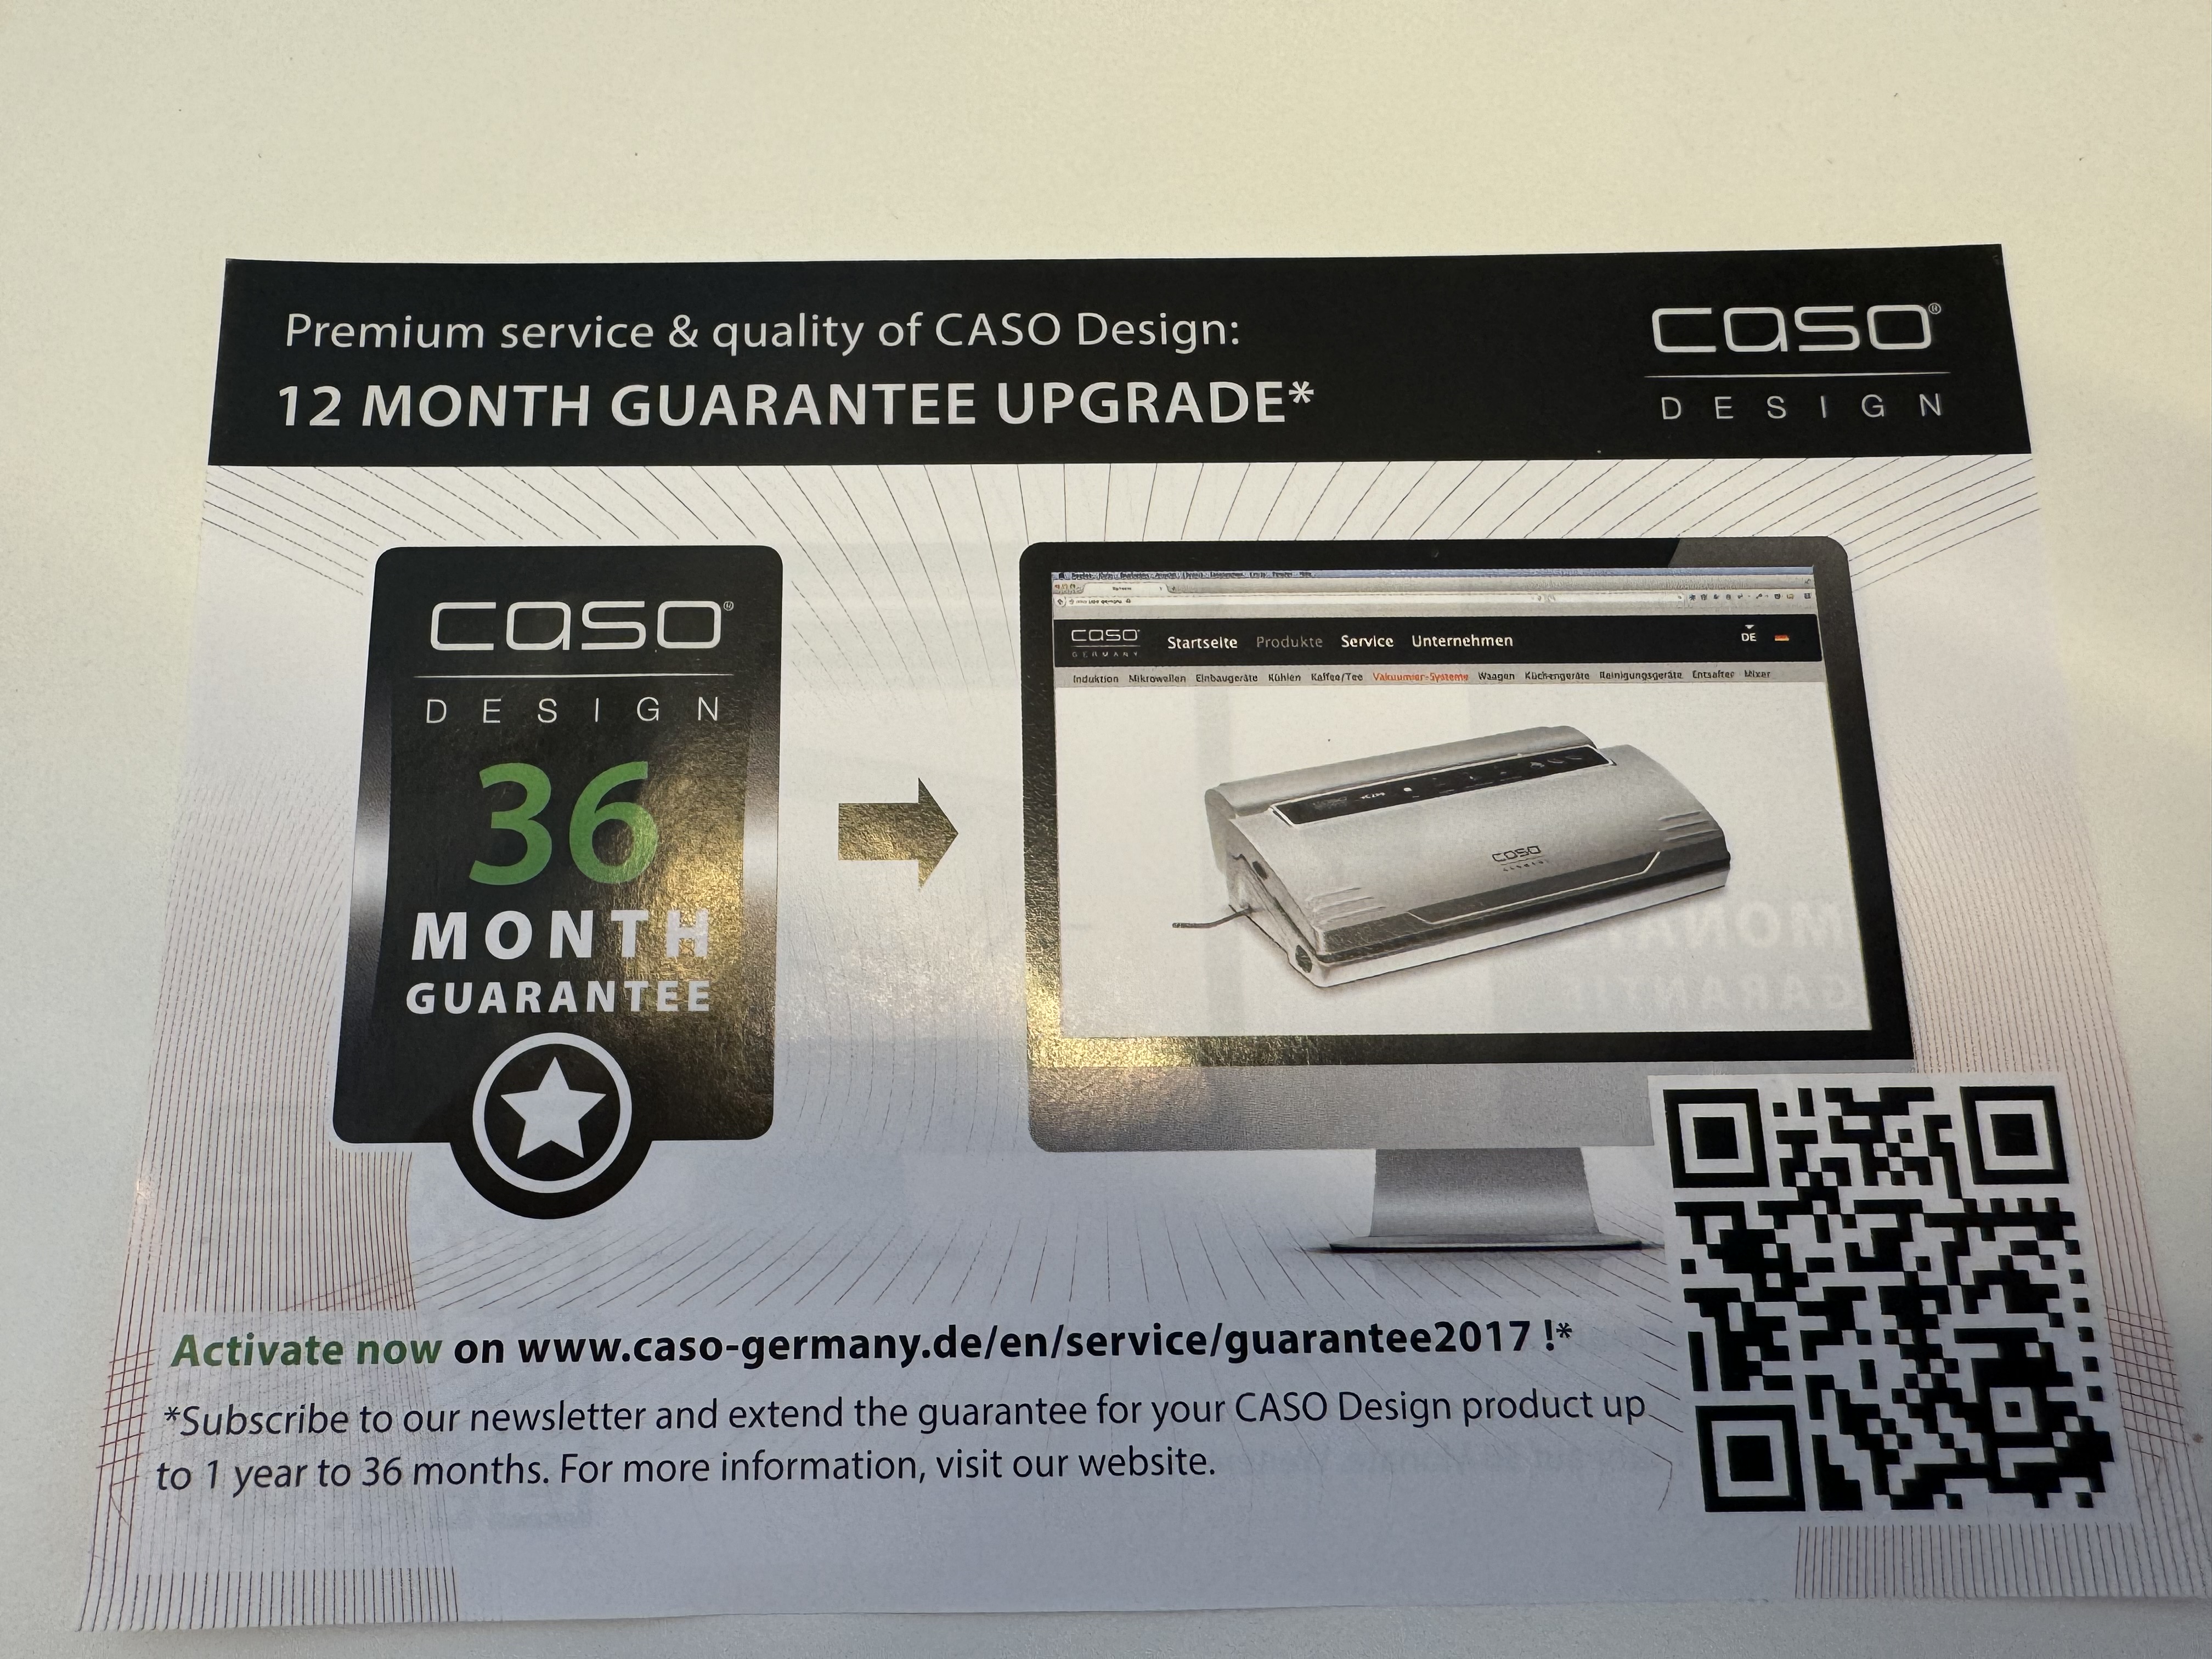 Premium service & quality of CASO Design:
12 MONTH GUARANTEE UPGRADE*
caso®
DESIGN
caso®
DESIGN
36
MONTH
GUARANTEE
caso®
GERMANY
Startseite Produkte Service Unternehmen
DE
Induktion Mikrowellen Einbaugeräte Kühlen Kaffee/Tee Vakuumier-Systeme Waagen Küchengeräte Reinigungsgeräte Entsafter Mixer
caso
GERMANY
Activate now on www.caso-germany.de/en/service/guarantee2017 !*
*Subscribe to our newsletter and extend the guarantee for your CASO Design product up
to 1 year to 36 months. For more information, visit our website.